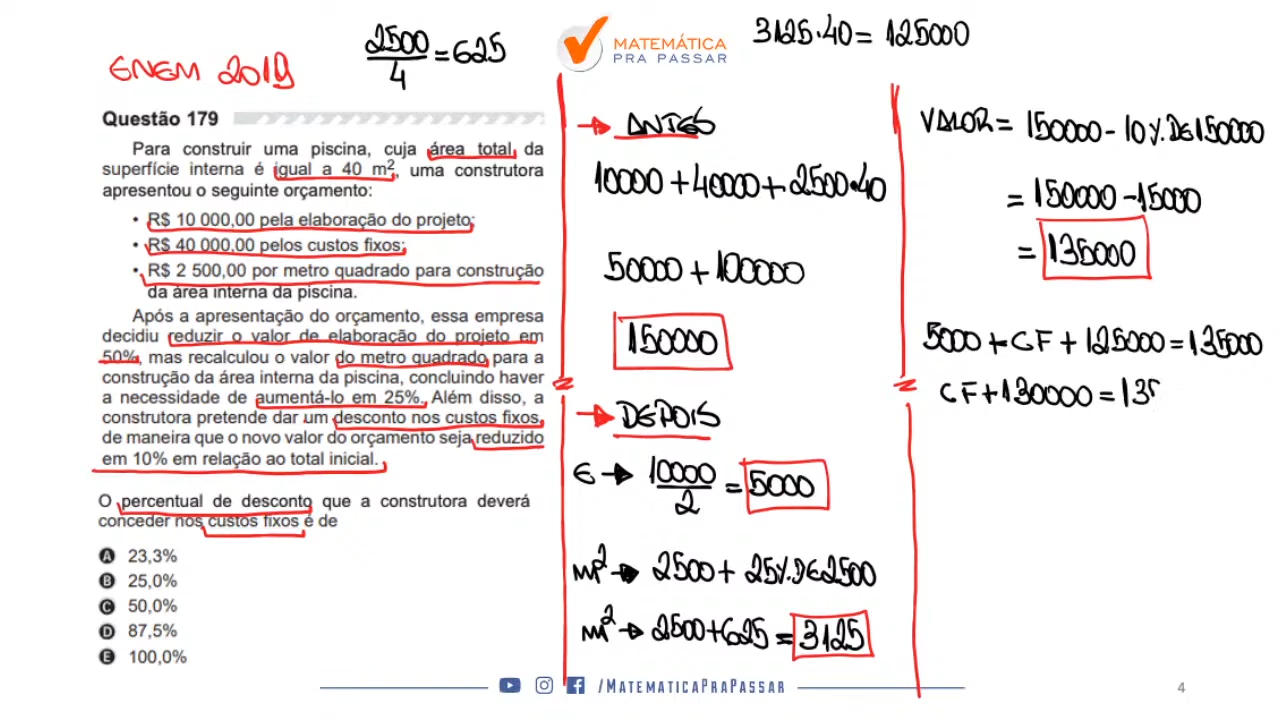 ENEM 2019
2500/4 = 625
MATEMÁTICA
PRA PASSAR
3125·40 = 125000
Questão 179
Para construir uma piscina, cuja área total da
superfície interna é igual a 40 m², uma construtora
apresentou o seguinte orçamento:
• R$ 10 000,00 pela elaboração do projeto;
• R$ 40 000,00 pelos custos fixos;
• R$ 2 500,00 por metro quadrado para construção
da área interna da piscina.
Após a apresentação do orçamento, essa empresa
decidiu reduzir o valor de elaboração do projeto em
50%, mas recalculou o valor do metro quadrado para a
construção da área interna da piscina, concluindo haver
a necessidade de aumentá-lo em 25%. Além disso, a
construtora pretende dar um desconto nos custos fixos,
de maneira que o novo valor do orçamento seja reduzido
em 10% em relação ao total inicial.
O percentual de desconto que a construtora deverá
conceder nos custos fixos é de
A 23,3%
B 25,0%
C 50,0%
D 87,5%
E 100,0%
→ ANTES
10000 + 40000 + 2500·40
50000 + 100000
150000
→ DEPOIS
E → 10000/2 = 5000
m² → 2500 + 25% DE 2500
m² → 2500 + 625 = 3125
VALOR = 150000 - 10% DE 150000
= 150000 - 15000
= 135000
5000 + CF + 125000 = 135000
CF + 130000 = 135
/MatematicaPraPassar
4